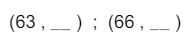 (63 , __ ) ; (66 , __ )